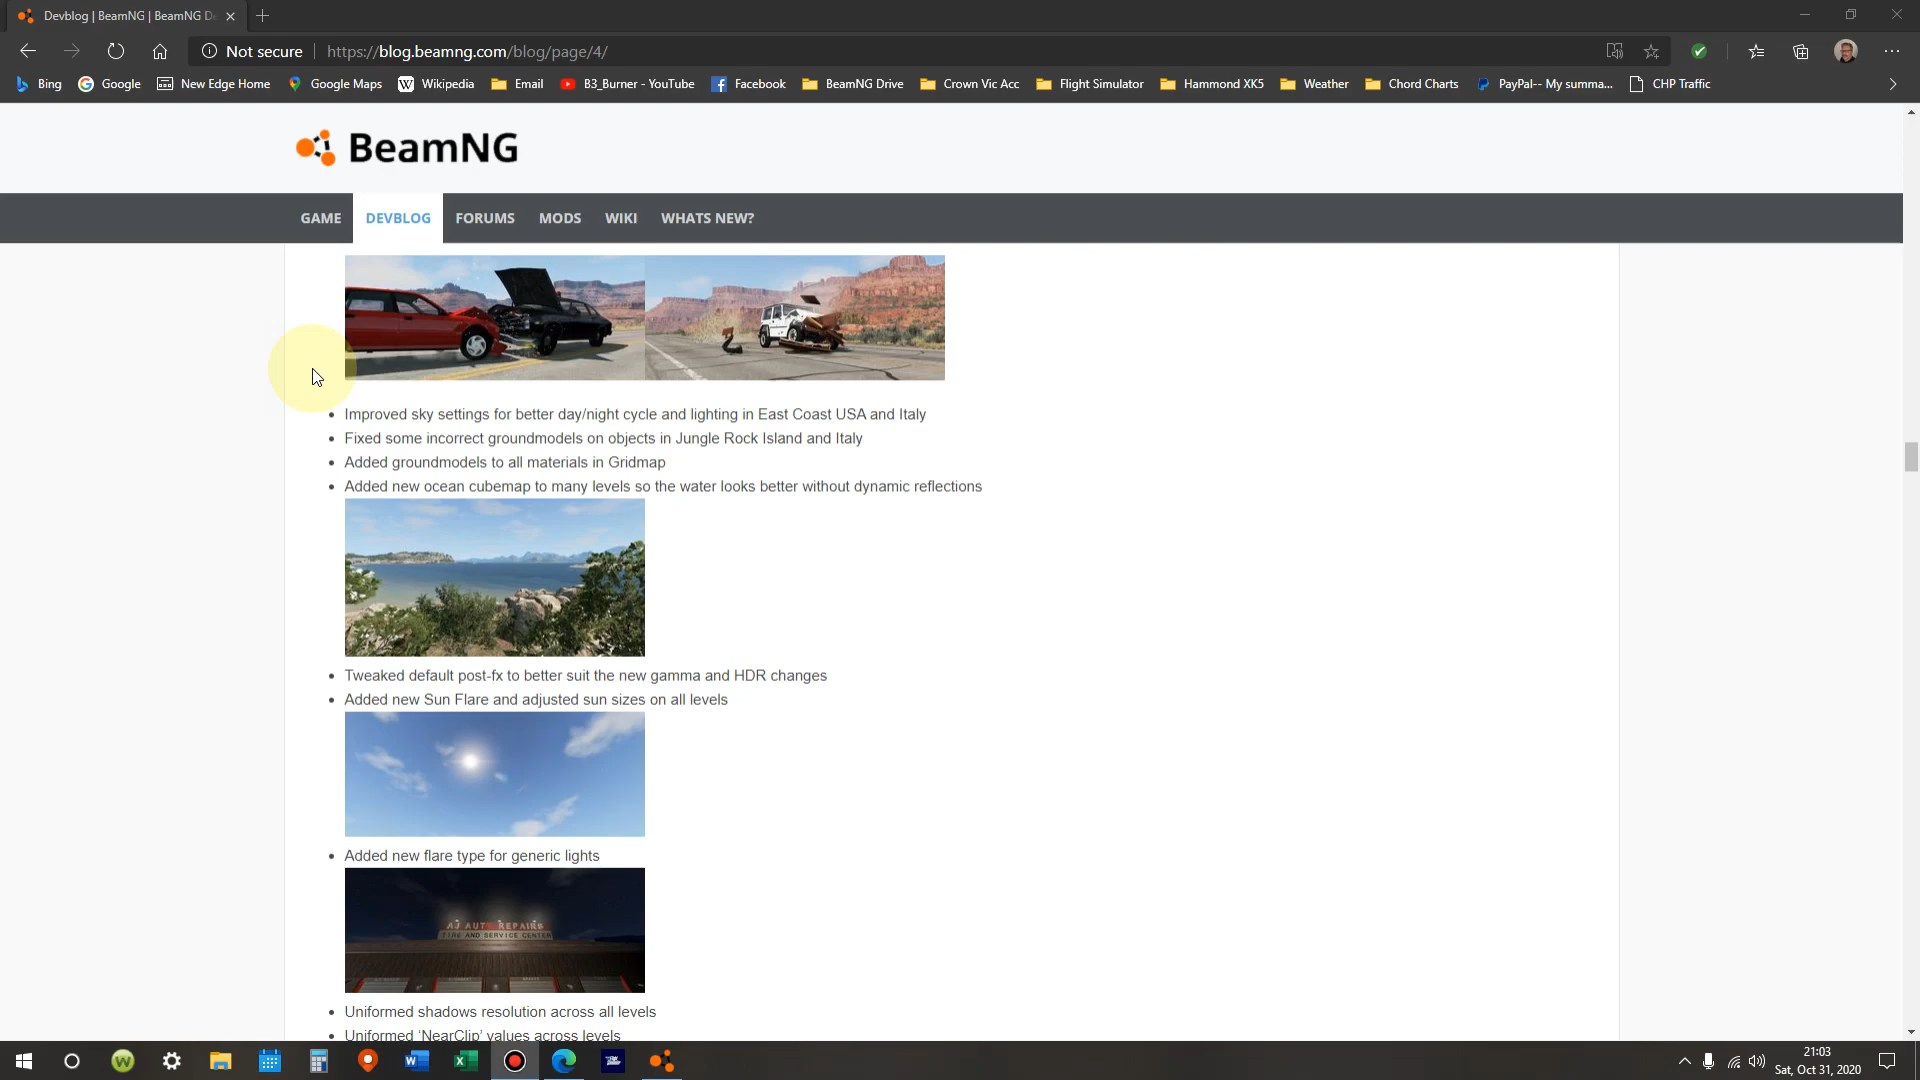 Devblog | BeamNG | BeamNG De
Not secure
https://blog.beamng.com/blog/page/4/
Bing
Google
New Edge Home
Google Maps
W Wikipedia
Email
B3_Burner - YouTube
Facebook
BeamNG Drive
Crown Vic Acc
Flight Simulator
Hammond XK5
Weather
Chord Charts
PayPal-- My summa...
CHP Traffic
BeamNG
GAME
DEVBLOG
FORUMS
MODS
WIKI
WHATS NEW?
• Improved sky settings for better day/night cycle and lighting in East Coast USA and Italy
• Fixed some incorrect groundmodels on objects in Jungle Rock Island and Italy
• Added groundmodels to all materials in Gridmap
• Added new ocean cubemap to many levels so the water looks better without dynamic reflections
• Tweaked default post-fx to better suit the new gamma and HDR changes
• Added new Sun Flare and adjusted sun sizes on all levels
• Added new flare type for generic lights
AJ AUTO REPAIRS
TIRE AND SERVICE CENTER
• Uniformed shadows resolution across all levels
• Uniformed 'NearClip' values across levels
21:03
Sat, Oct 31, 2020